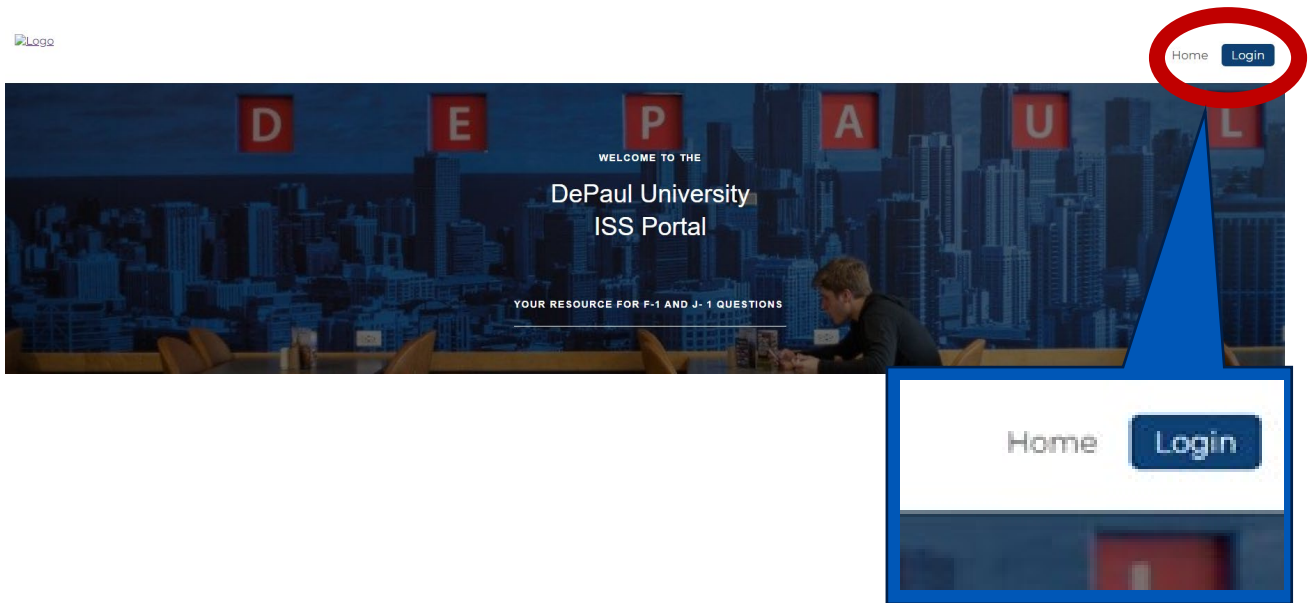 Logo
Home Login
D E P A U L
WELCOME TO THE
DePaul University
ISS Portal
YOUR RESOURCE FOR F-1 AND J- 1 QUESTIONS
Home Login